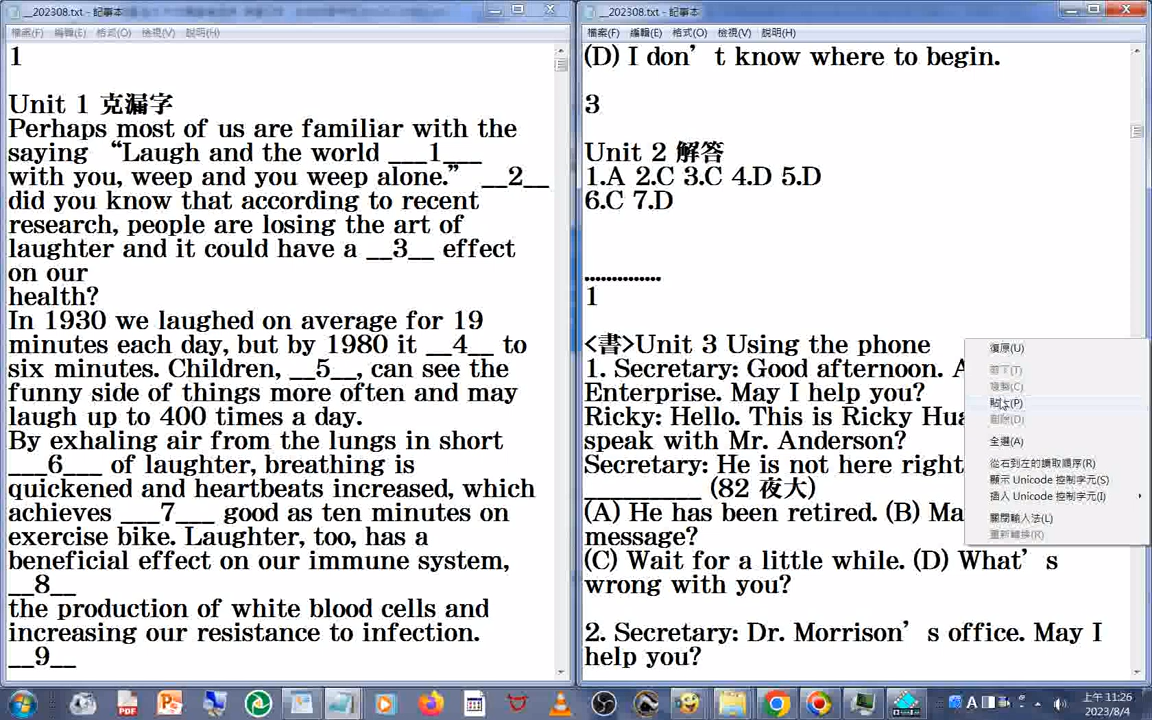 __202308.txt - 記事本
檔案(F) 編輯(E) 格式(O) 檢視(V) 說明(H)
1
Unit 1 克漏字
Perhaps most of us are familiar with the
saying “Laugh and the world ___1___
with you, weep and you weep alone.” __2__
did you know that according to recent
research, people are losing the art of
laughter and it could have a __3__ effect
on our
health?
In 1930 we laughed on average for 19
minutes each day, but by 1980 it __4__ to
six minutes. Children, __5__, can see the
funny side of things more often and may
laugh up to 400 times a day.
By exhaling air from the lungs in short
___6___ of laughter, breathing is
quickened and heartbeats increased, which
achieves ___7___ good as ten minutes on
exercise bike. Laughter, too, has a
beneficial effect on our immune system,
__8__
the production of white blood cells and
increasing our resistance to infection.
__9__
__202308.txt - 記事本
檔案(F) 編輯(E) 格式(O) 檢視(V) 說明(H)
(D) I don’t know where to begin.
3
Unit 2 解答
1.A 2.C 3.C 4.D 5.D
6.C 7.D
..............
1
<書>Unit 3 Using the phone
1. Secretary: Good afternoon. A
Enterprise. May I help you?
Ricky: Hello. This is Ricky Hua
speak with Mr. Anderson?
Secretary: He is not here right
_________ (82 夜大)
(A) He has been retired. (B) Ma
message?
(C) Wait for a little while. (D) What’s
wrong with you?
2. Secretary: Dr. Morrison’s office. May I
help you?
復原(U)
剪下(T)
複製(C)
貼上(P)
刪除(D)
全選(A)
從右到左的讀取順序(R)
顯示 Unicode 控制字元(S)
插入 Unicode 控制字元(I)
關閉輸入法(L)
重新轉換(R)
PDF
A
上午 11:26
2023/8/4